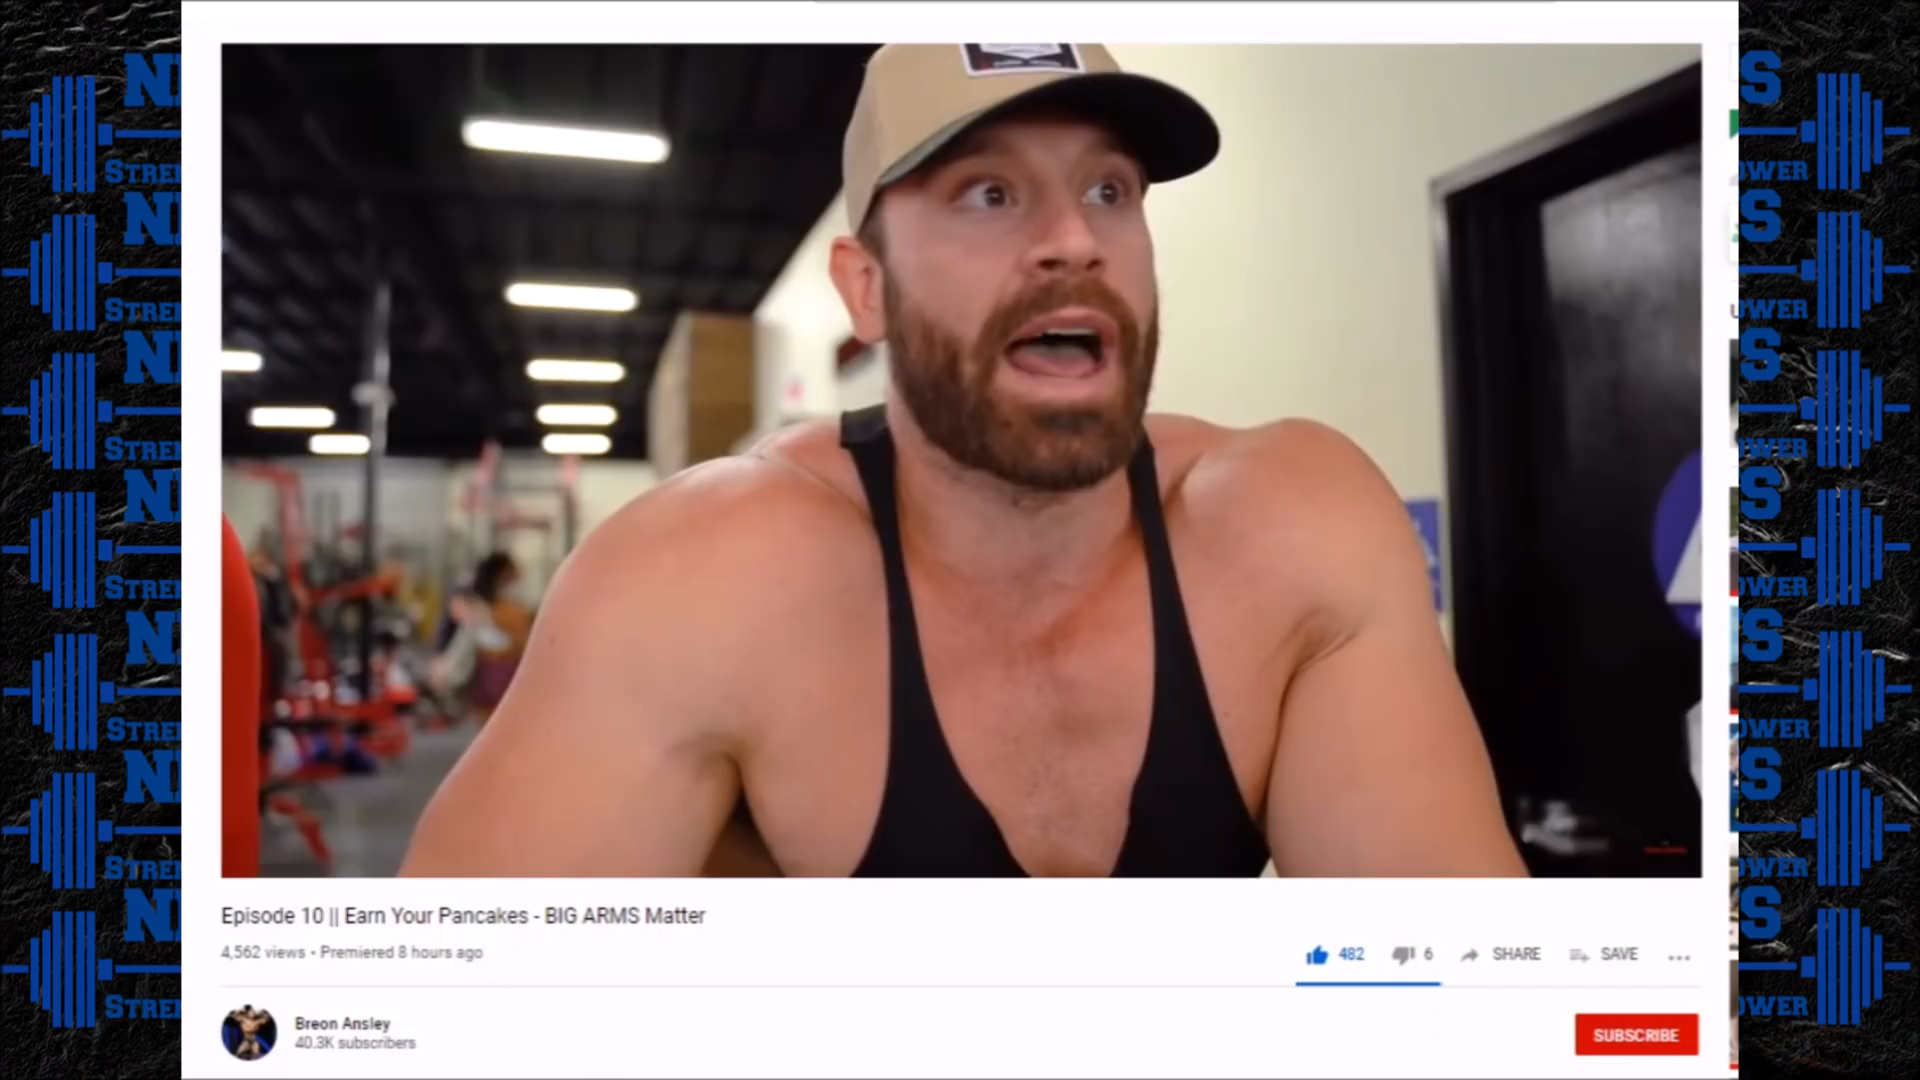 Episode 10 || Earn Your Pancakes - BIG ARMS Matter
4,562 views • Premiered 8 hours ago
482
6
SHARE
SAVE
Breon Ansley
40.3K subscribers
SUBSCRIBE